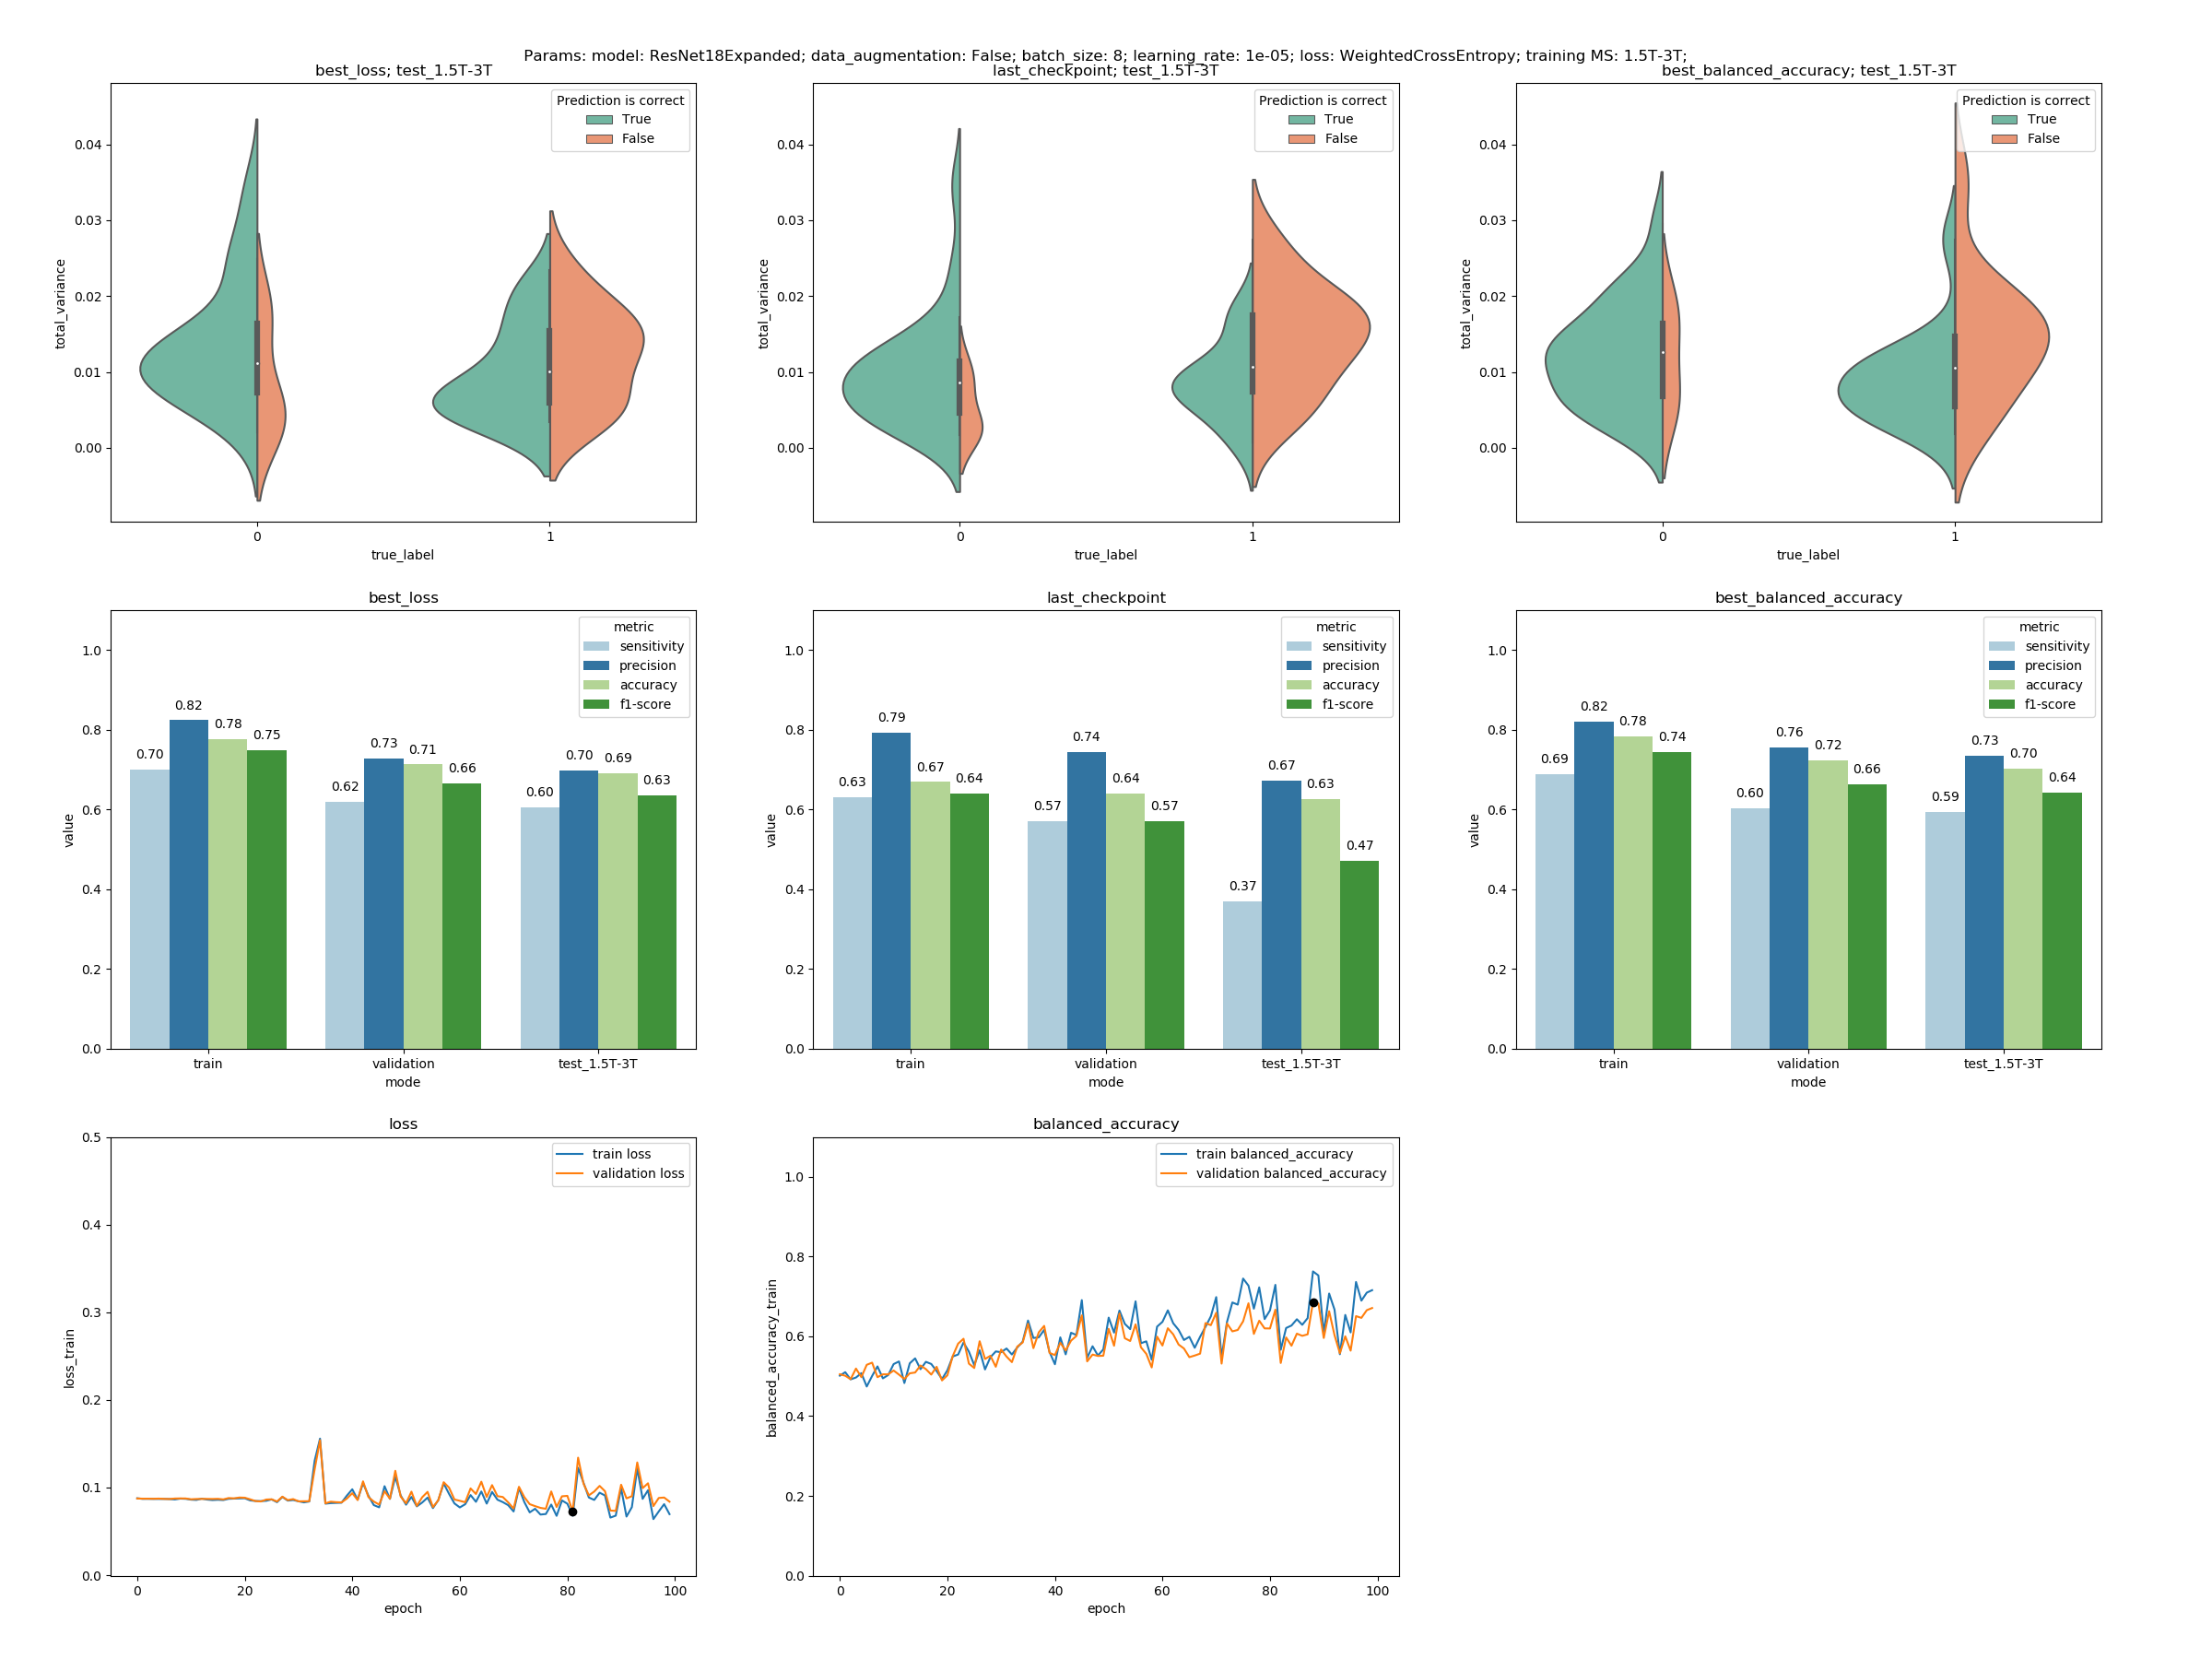 Params: model: ResNet18Expanded; data_augmentation: False; batch_size: 8; learning_rate: 1e-05; loss: WeightedCrossEntropy; training MS: 1.5T-3T;
best_loss; test_1.5T-3T
Prediction is correct
True
False
0.04
0.03
0.02
0.01
0.00
total_variance
0 1
true_label
last_checkpoint; test_1.5T-3T
Prediction is correct
True
False
0.04
0.03
0.02
0.01
0.00
total_variance
0 1
true_label
best_balanced_accuracy; test_1.5T-3T
Prediction is correct
True
False
0.04
0.03
0.02
0.01
0.00
total_variance
0 1
true_label
best_loss
metric
sensitivity
precision
accuracy
f1-score
1.0
0.8
0.6
0.4
0.2
0.0
value
0.70 0.82 0.78 0.75
0.62 0.73 0.71 0.66
0.60 0.70 0.69 0.63
train validation test_1.5T-3T
mode
last_checkpoint
metric
sensitivity
precision
accuracy
f1-score
1.0
0.8
0.6
0.4
0.2
0.0
value
0.63 0.79 0.67 0.64
0.57 0.74 0.64 0.57
0.37 0.67 0.63 0.47
train validation test_1.5T-3T
mode
best_balanced_accuracy
metric
sensitivity
precision
accuracy
f1-score
1.0
0.8
0.6
0.4
0.2
0.0
value
0.69 0.82 0.78 0.74
0.60 0.76 0.72 0.66
0.59 0.73 0.70 0.64
train validation test_1.5T-3T
mode
loss
train loss
validation loss
0.5
0.4
0.3
0.2
0.1
0.0
loss_train
0 20 40 60 80 100
epoch
balanced_accuracy
train balanced_accuracy
validation balanced_accuracy
1.0
0.8
0.6
0.4
0.2
0.0
balanced_accuracy_train
0 20 40 60 80 100
epoch